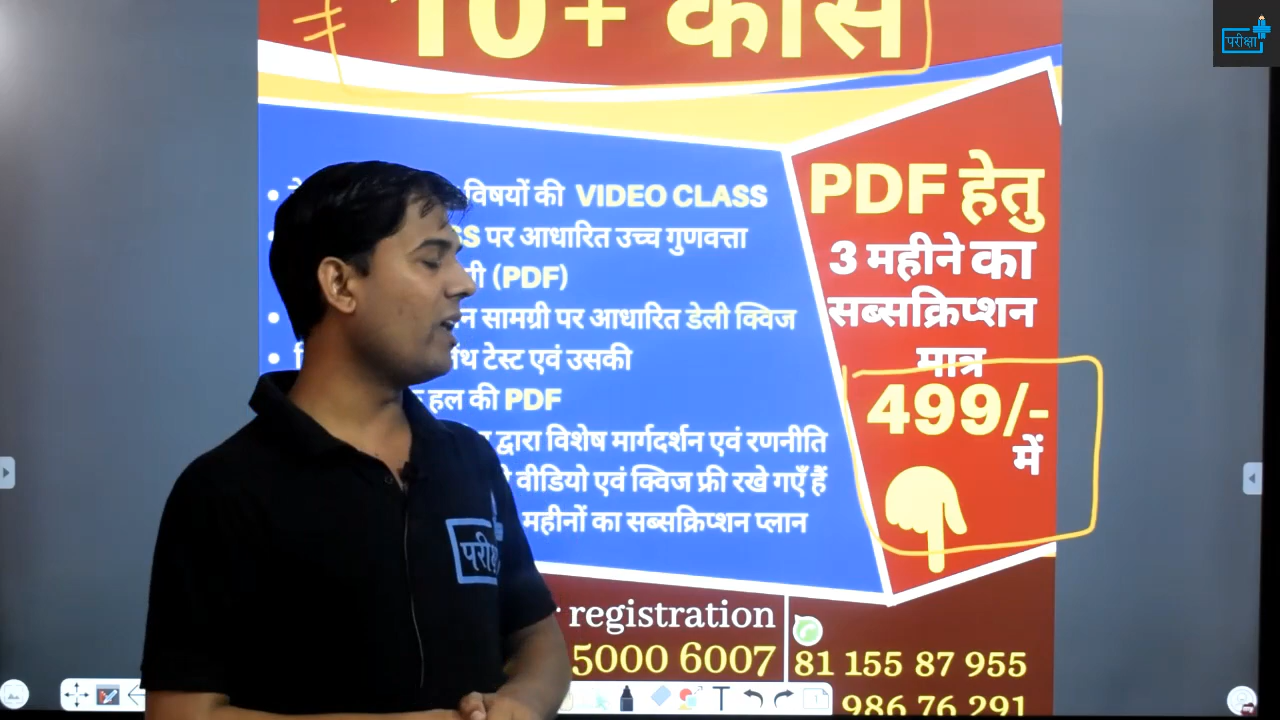 10+ कोर्स
परीक्षा
विषयों की VIDEO CLASS
पर आधारित उच्च गुणवत्ता
(PDF)
सामग्री पर आधारित डेली क्विज
टेस्ट एवं उसकी
हल की PDF
द्वारा विशेष मार्गदर्शन एवं रणनीति
वीडियो एवं क्विज फ्री रखे गएँ हैं
महीनों का सब्सक्रिप्शन प्लान
PDF हेतु
3 महीने का
सब्सक्रिप्शन
मात्र
499/-
में
registration
5000 6007
81 155 87 955
986 76 291